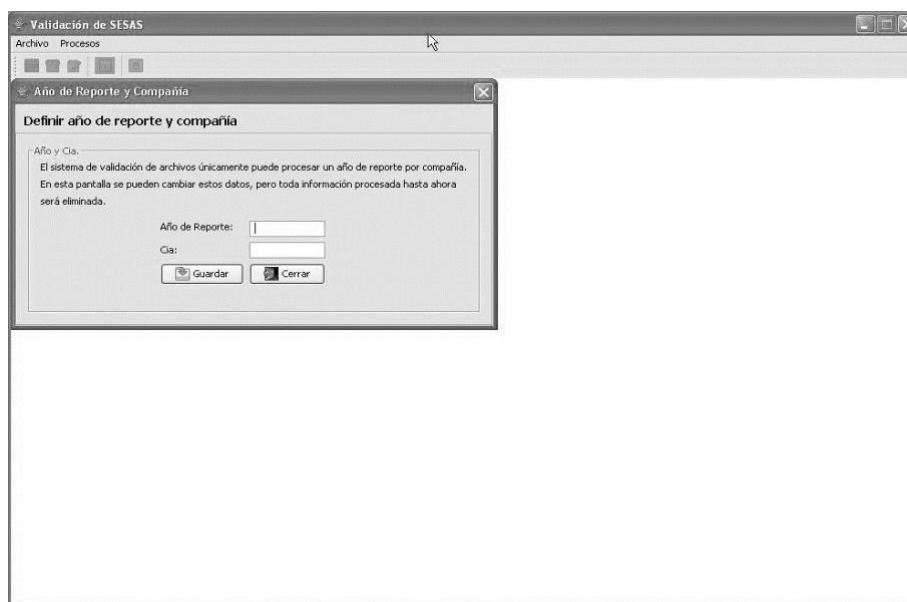 Validación de SESAS
Archivo Procesos
Año de Reporte y Compañía
Definir año de reporte y compañía
Año y Cia.
El sistema de validación de archivos únicamente puede procesar un año de reporte por compañía.
En esta pantalla se pueden cambiar estos datos, pero toda información procesada hasta ahora
será eliminada.
Año de Reporte:
Cia:
Guardar Cerrar